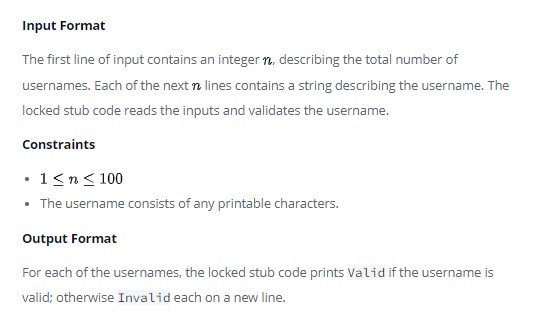 Input Format
The first line of input contains an integer n, describing the total number of
usernames. Each of the next n lines contains a string describing the username. The
locked stub code reads the inputs and validates the username.
Constraints
• 1 ≤ n ≤ 100
• The username consists of any printable characters.
Output Format
For each of the usernames, the locked stub code prints Valid if the username is
valid; otherwise Invalid each on a new line.